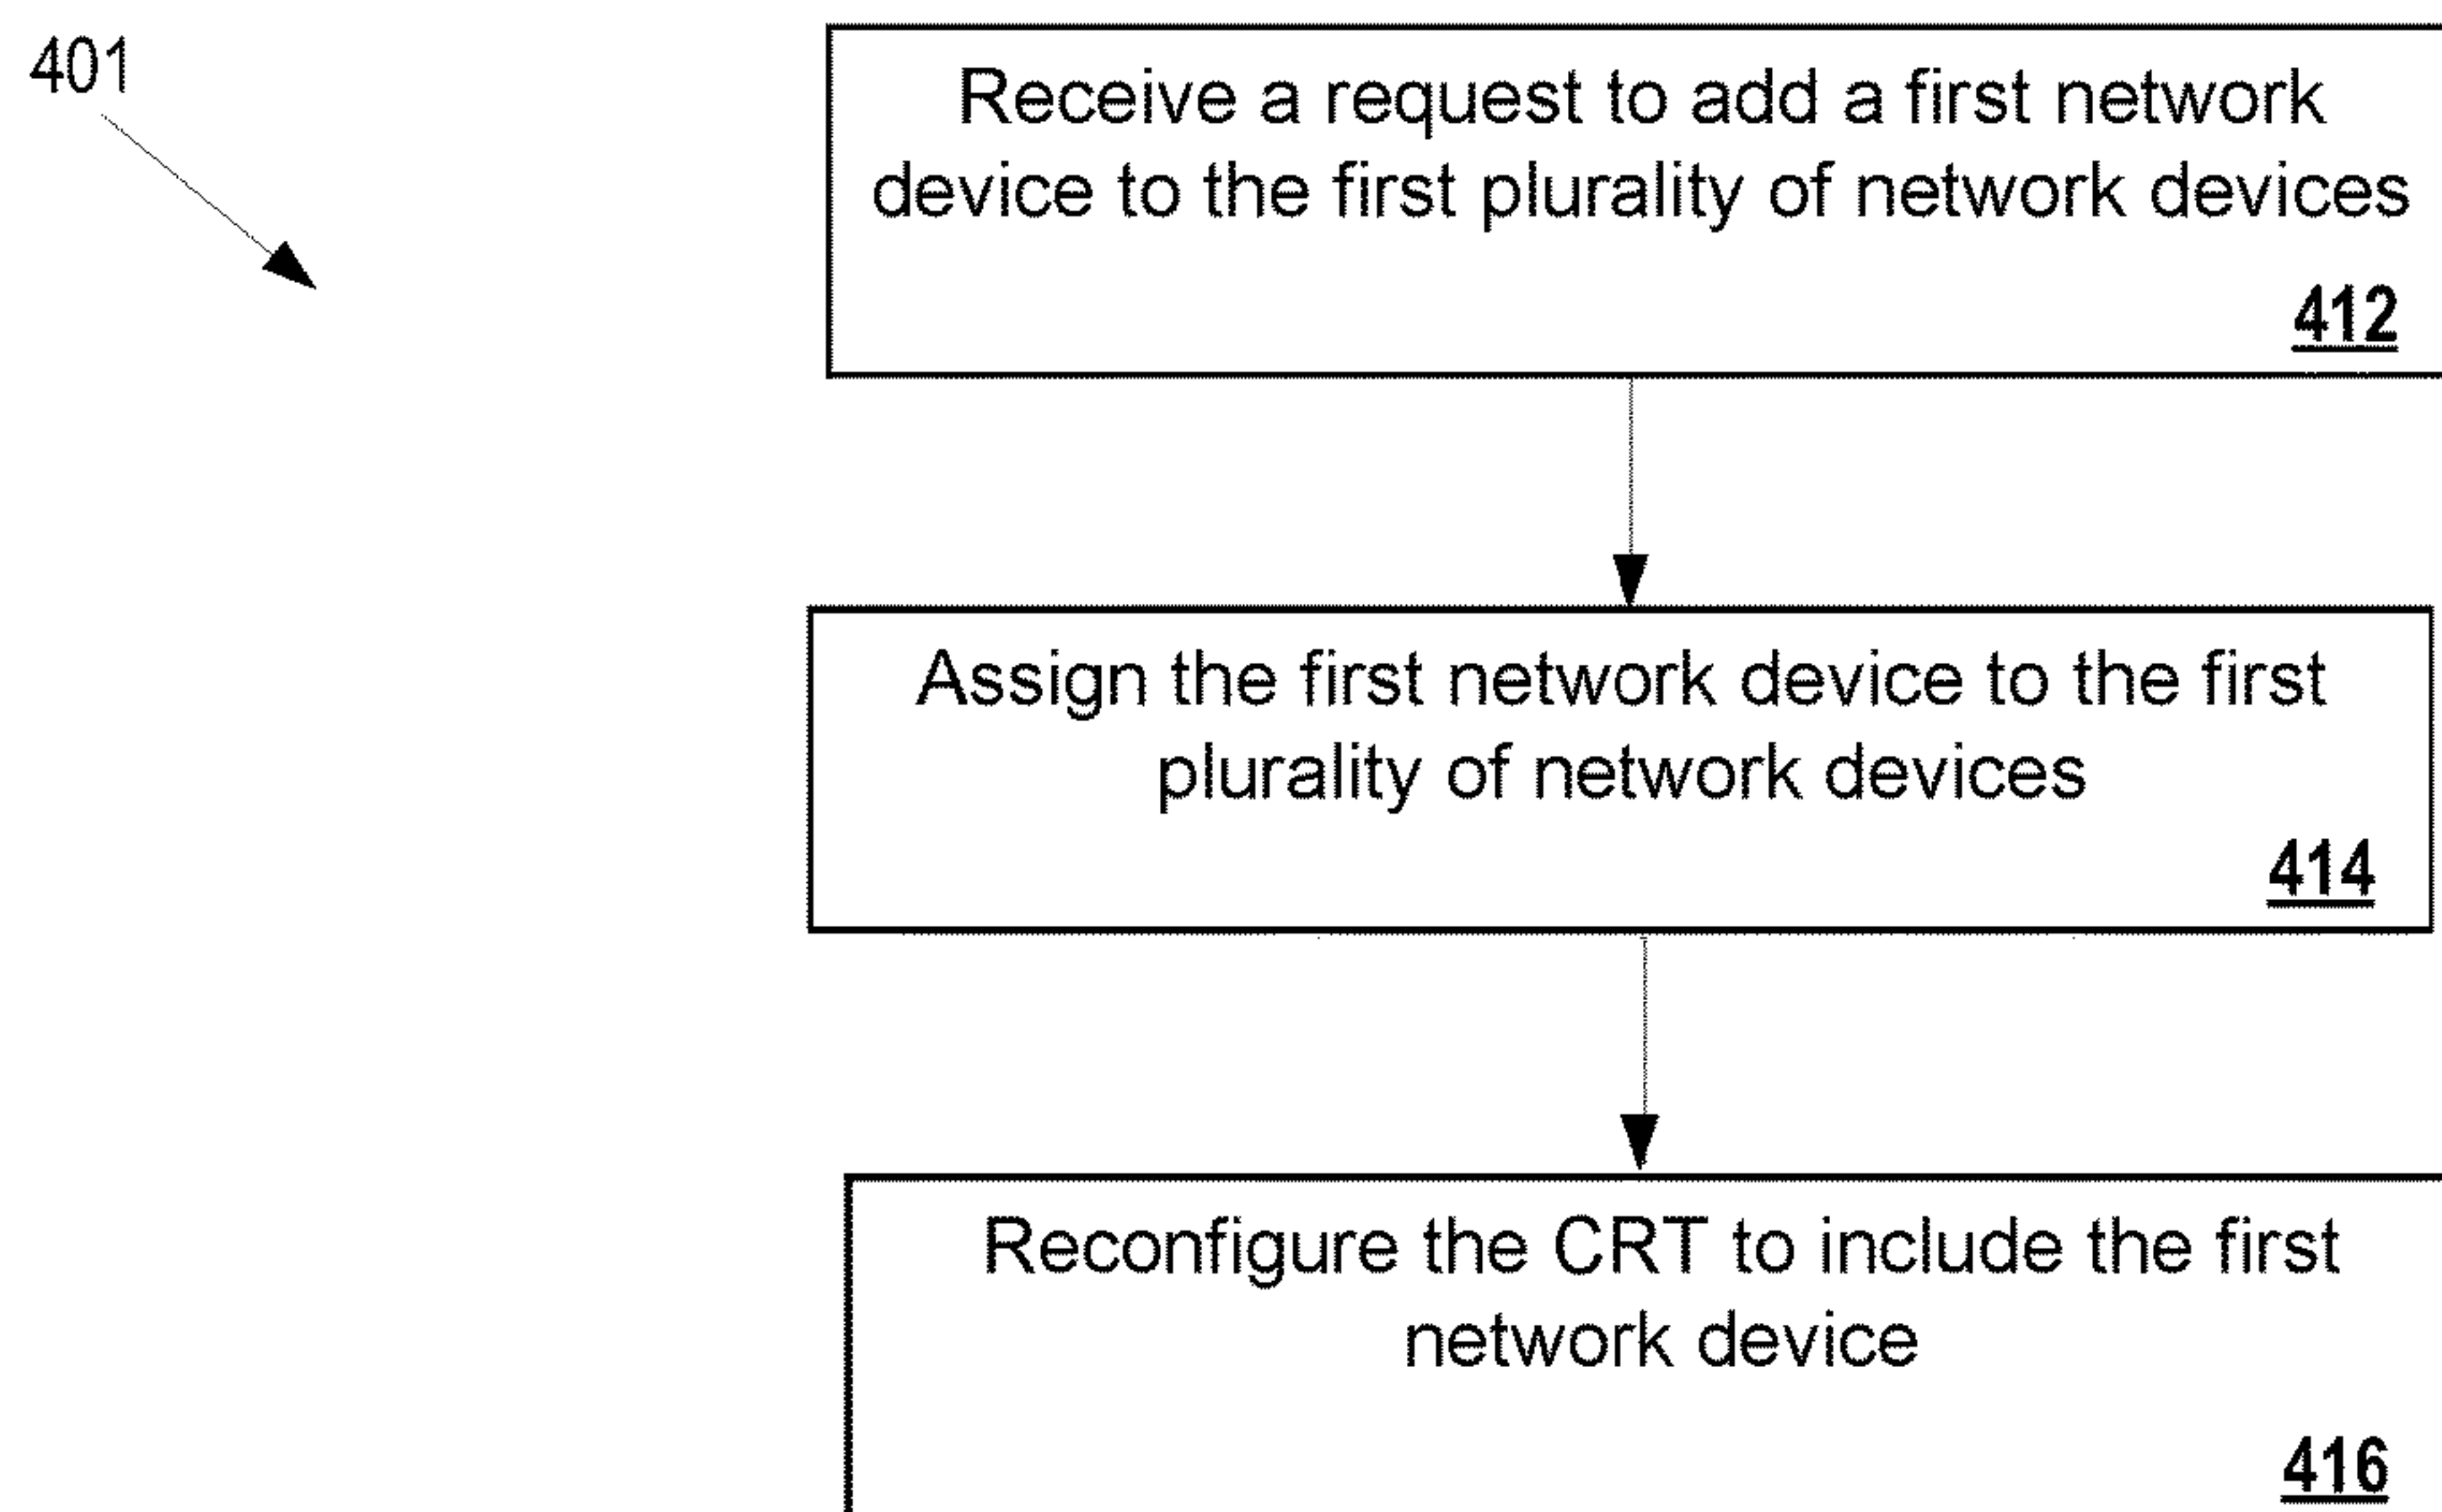 401
Receive a request to add a first network
device to the first plurality of network devices
412
Assign the first network device to the first
plurality of network devices
414
Reconfigure the CRT to include the first
network device
416